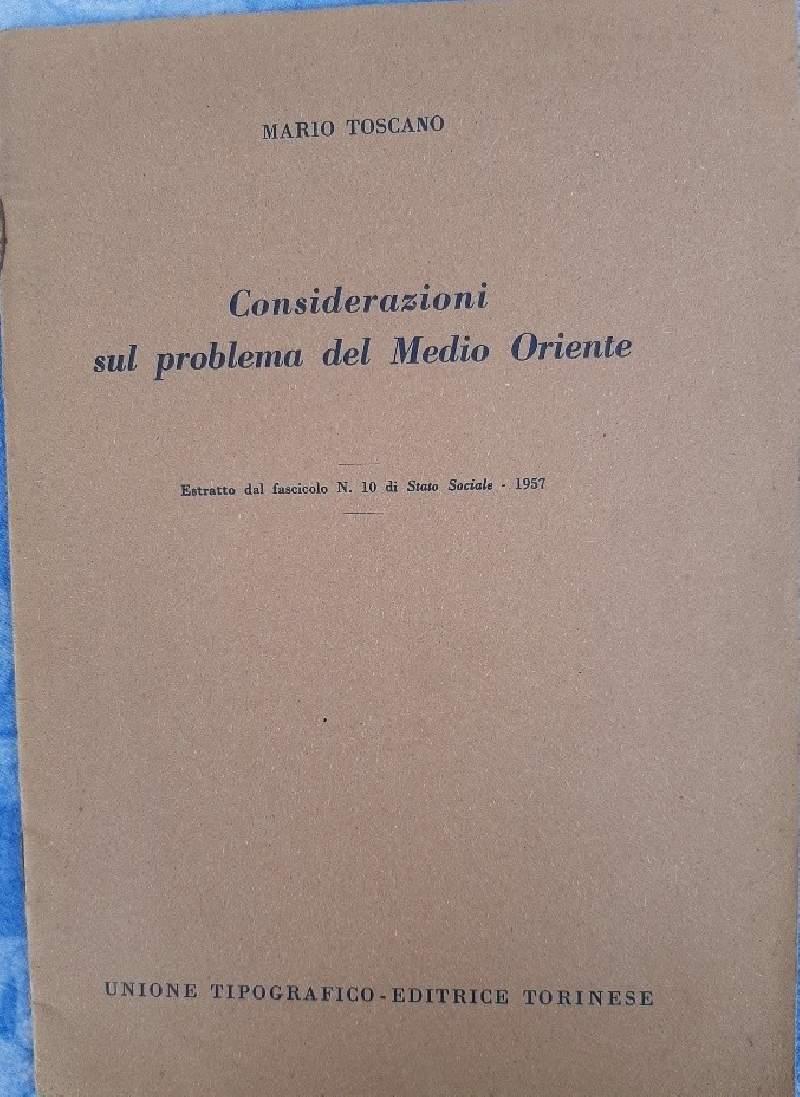 MARIO TOSCANO
Considerazioni
sul problema del Medio Oriente
Estratto dal fascicolo N. 10 di Stato Sociale - 1957
UNIONE TIPOGRAFICO-EDITRICE TORINESE